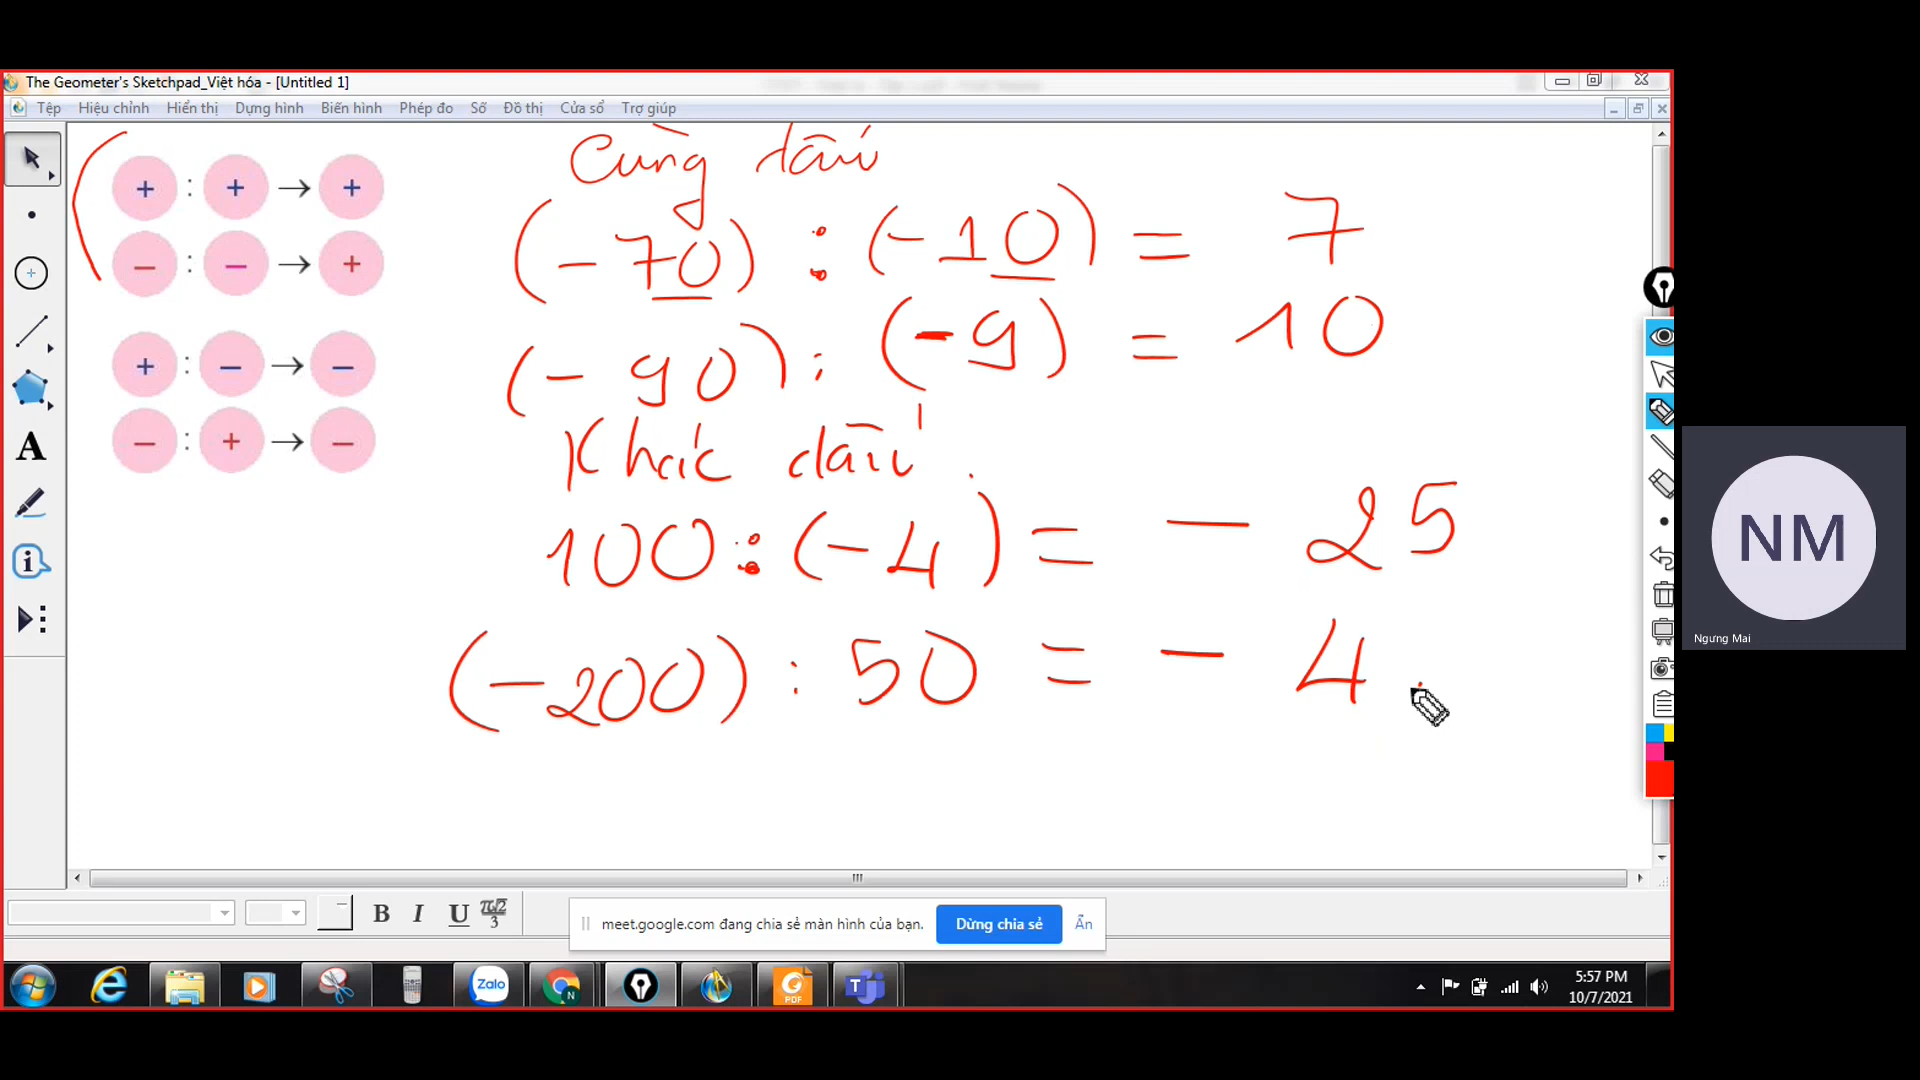 The Geometer's Sketchpad_Việt hóa - [Untitled 1]
Tệp Hiệu chỉnh Hiển thị Dựng hình Biến hình Phép đo Số Đồ thị Cửa sổ Trợ giúp
Cùng dấu
+ : + → +
(-70) : (-10) = 7
- : - → +
(-90) : (-9) = 10
+ : - → -
- : + → -
Khác dấu
100 : (-4) = - 25
(-200) : 50 = - 4
A
NM
Ngưng Mai
B I U π√2/3
meet.google.com đang chia sẻ màn hình của bạn. Dừng chia sẻ Ẩn
Zalo
N
PDF
5:57 PM
10/7/2021